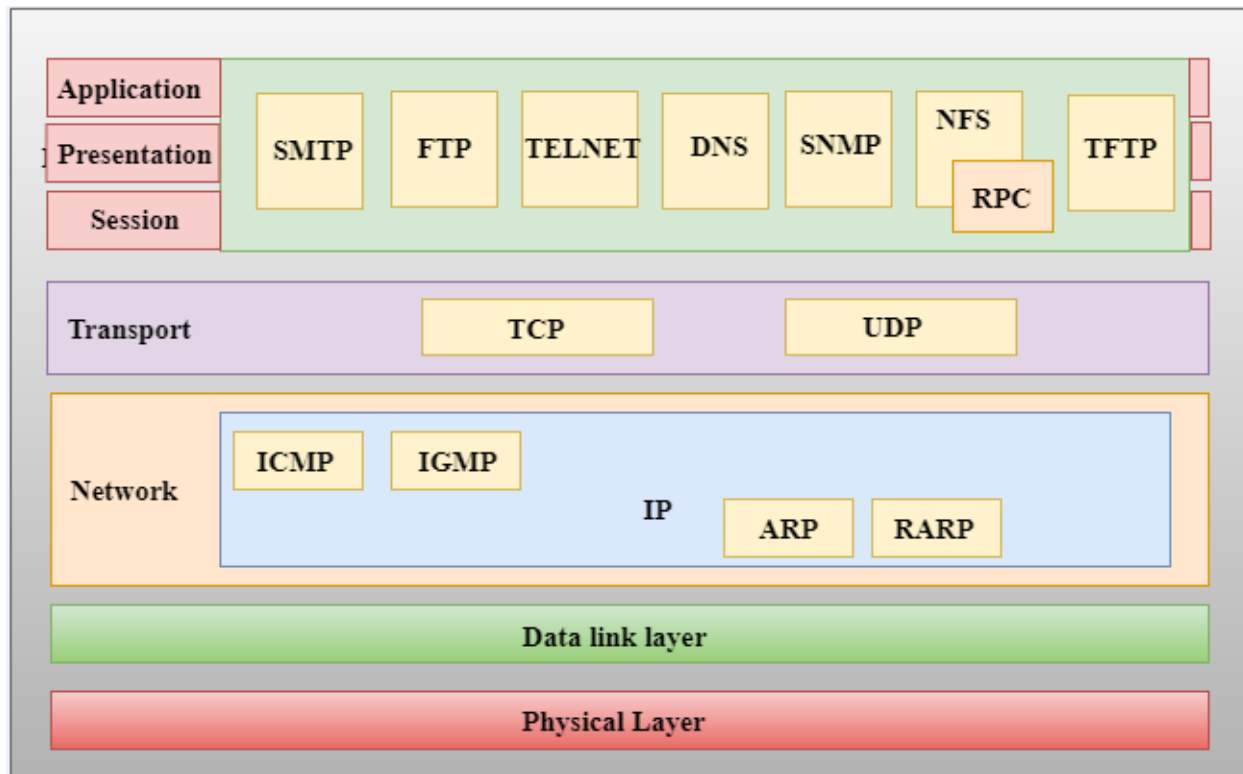 Application
Presentation
Session
SMTP
FTP
TELNET
DNS
SNMP
NFS
RPC
TFTP
Transport
TCP
UDP
Network
ICMP
IGMP
IP
ARP
RARP
Data link layer
Physical Layer